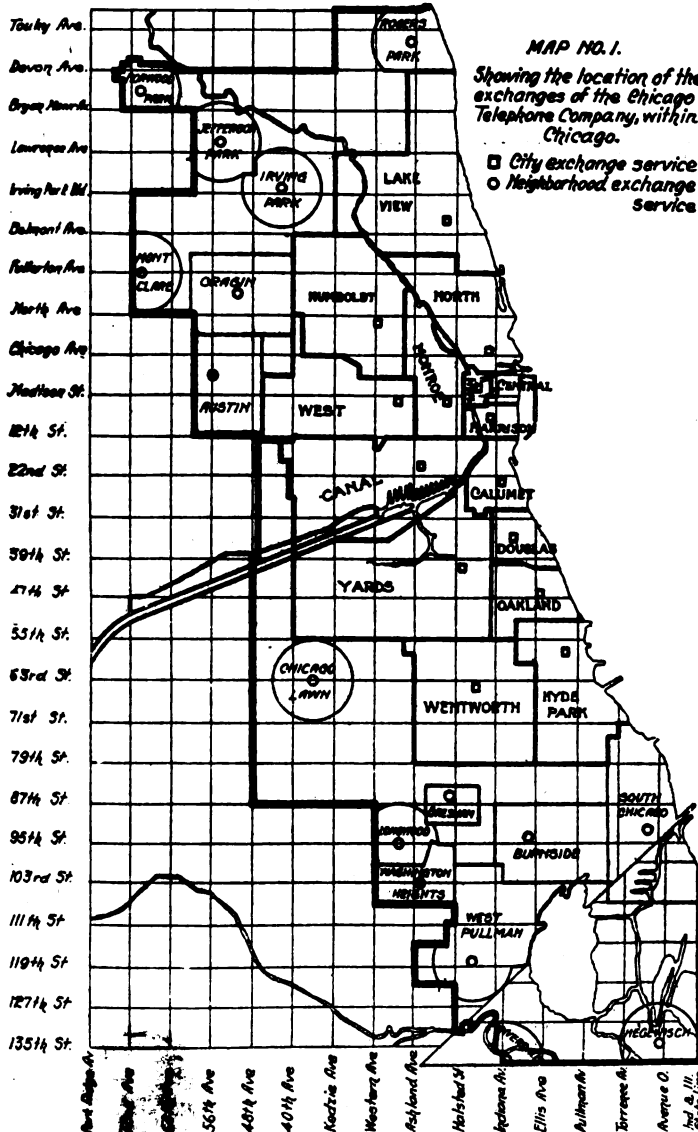 MAP NO. 1.
Showing the location of the
exchanges of the Chicago
Telephone Company, within
Chicago.
City exchange service
Neighborhood exchange
service
Touhy Ave.
Devon Ave
Lawrence Ave
Irving Park Bld.
Belmont Ave.
Fullerton Ave
North Ave
Chicago Ave
Madison St.
12th St.
22nd St.
31st St.
39th St.
47th St.
55th St.
63rd St.
71st St.
79th St.
87th St
95th St.
103rd St.
111th St.
119th St
127th St.
135th St.
ROGERS
PARK
NORWOOD
PARK
JEFFERSON
PARK
IRVING
PARK
LAKE
VIEW
MONT
CLARE
CRAGIN
HUMBOLDT
NORTH
MONROE
CENTRAL
AUSTIN
WEST
HARRISON
CANAL
CALUMET
DOUGLAS
YARDS
OAKLAND
CHICAGO
LAWN
WENTWORTH
HYDE
PARK
SOUTH
CHICAGO
LONGWOOD
BURNSIDE
WASHINGTON
HEIGHTS
WEST
PULLMAN
HEGEWISCH
56th Ave
48th Ave
40th Ave
Kedzie Ave
Western Ave
Ashland Ave
Halsted St
Indiana Av.
Ellis Ave
Pullman Av
Torrence Av.
Avenue O.
Ind & Ill.